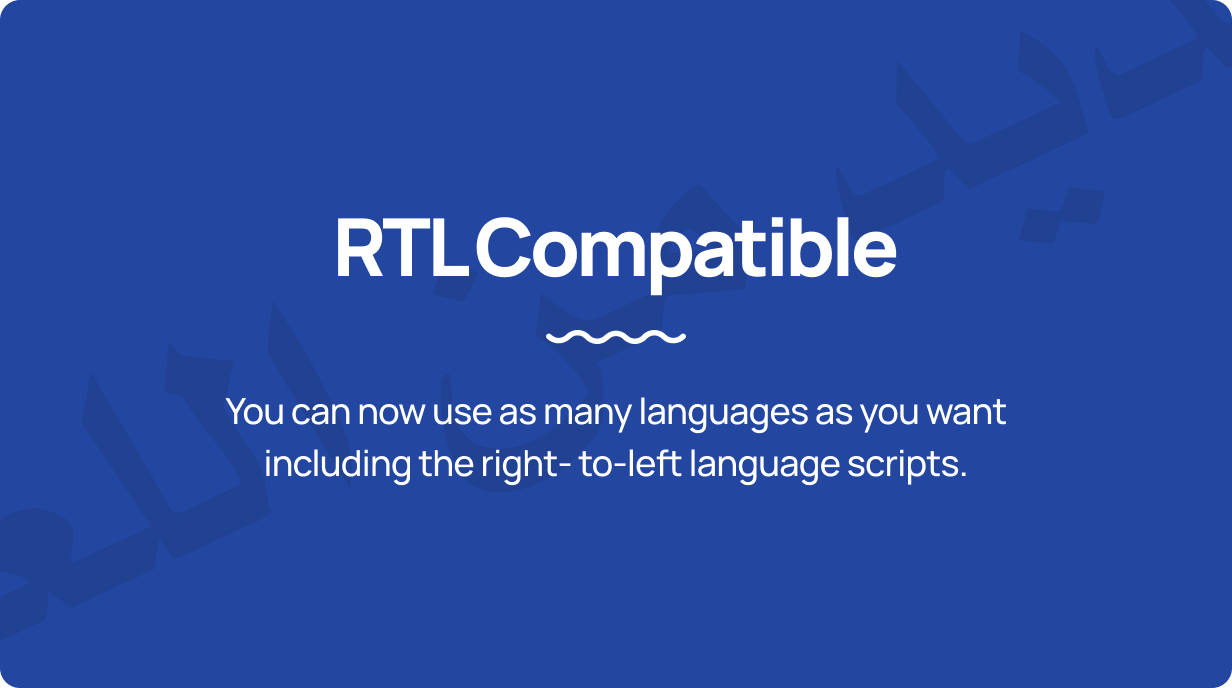 RTL Compatible
You can now use as many languages as you want
including the right- to-left language scripts.
من